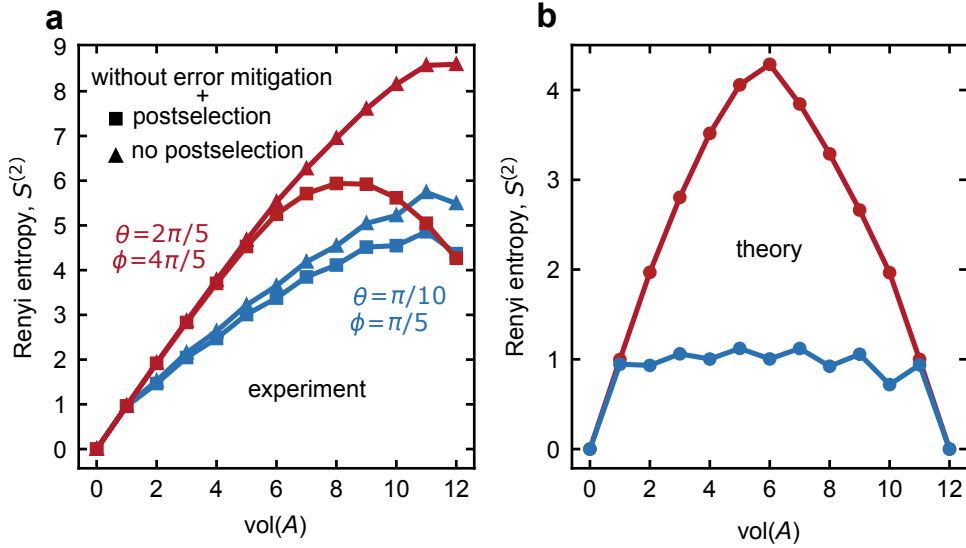 a
Renyi entropy, S^(2)
9
8
7
6
5
4
3
2
1
0
without error mitigation
+
■ postselection
▲ no postselection
θ=2π/5
ϕ=4π/5
θ=π/10
ϕ=π/5
experiment
0 2 4 6 8 10 12
vol(A)
b
Renyi entropy, S^(2)
4
3
2
1
0
theory
0 2 4 6 8 10 12
vol(A)